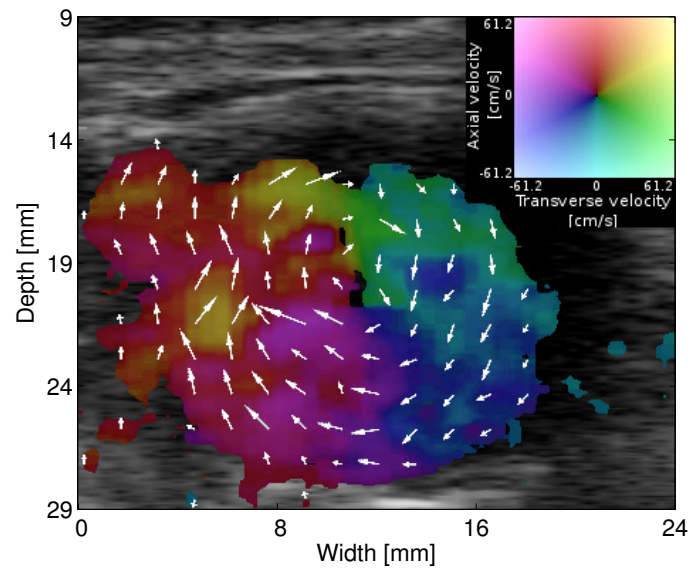 9
14
19
24
29
Depth [mm]
0
8
16
24
Width [mm]
61.2
0
-61.2
Axial velocity
[cm/s]
-61.2
0
61.2
Transverse velocity
[cm/s]